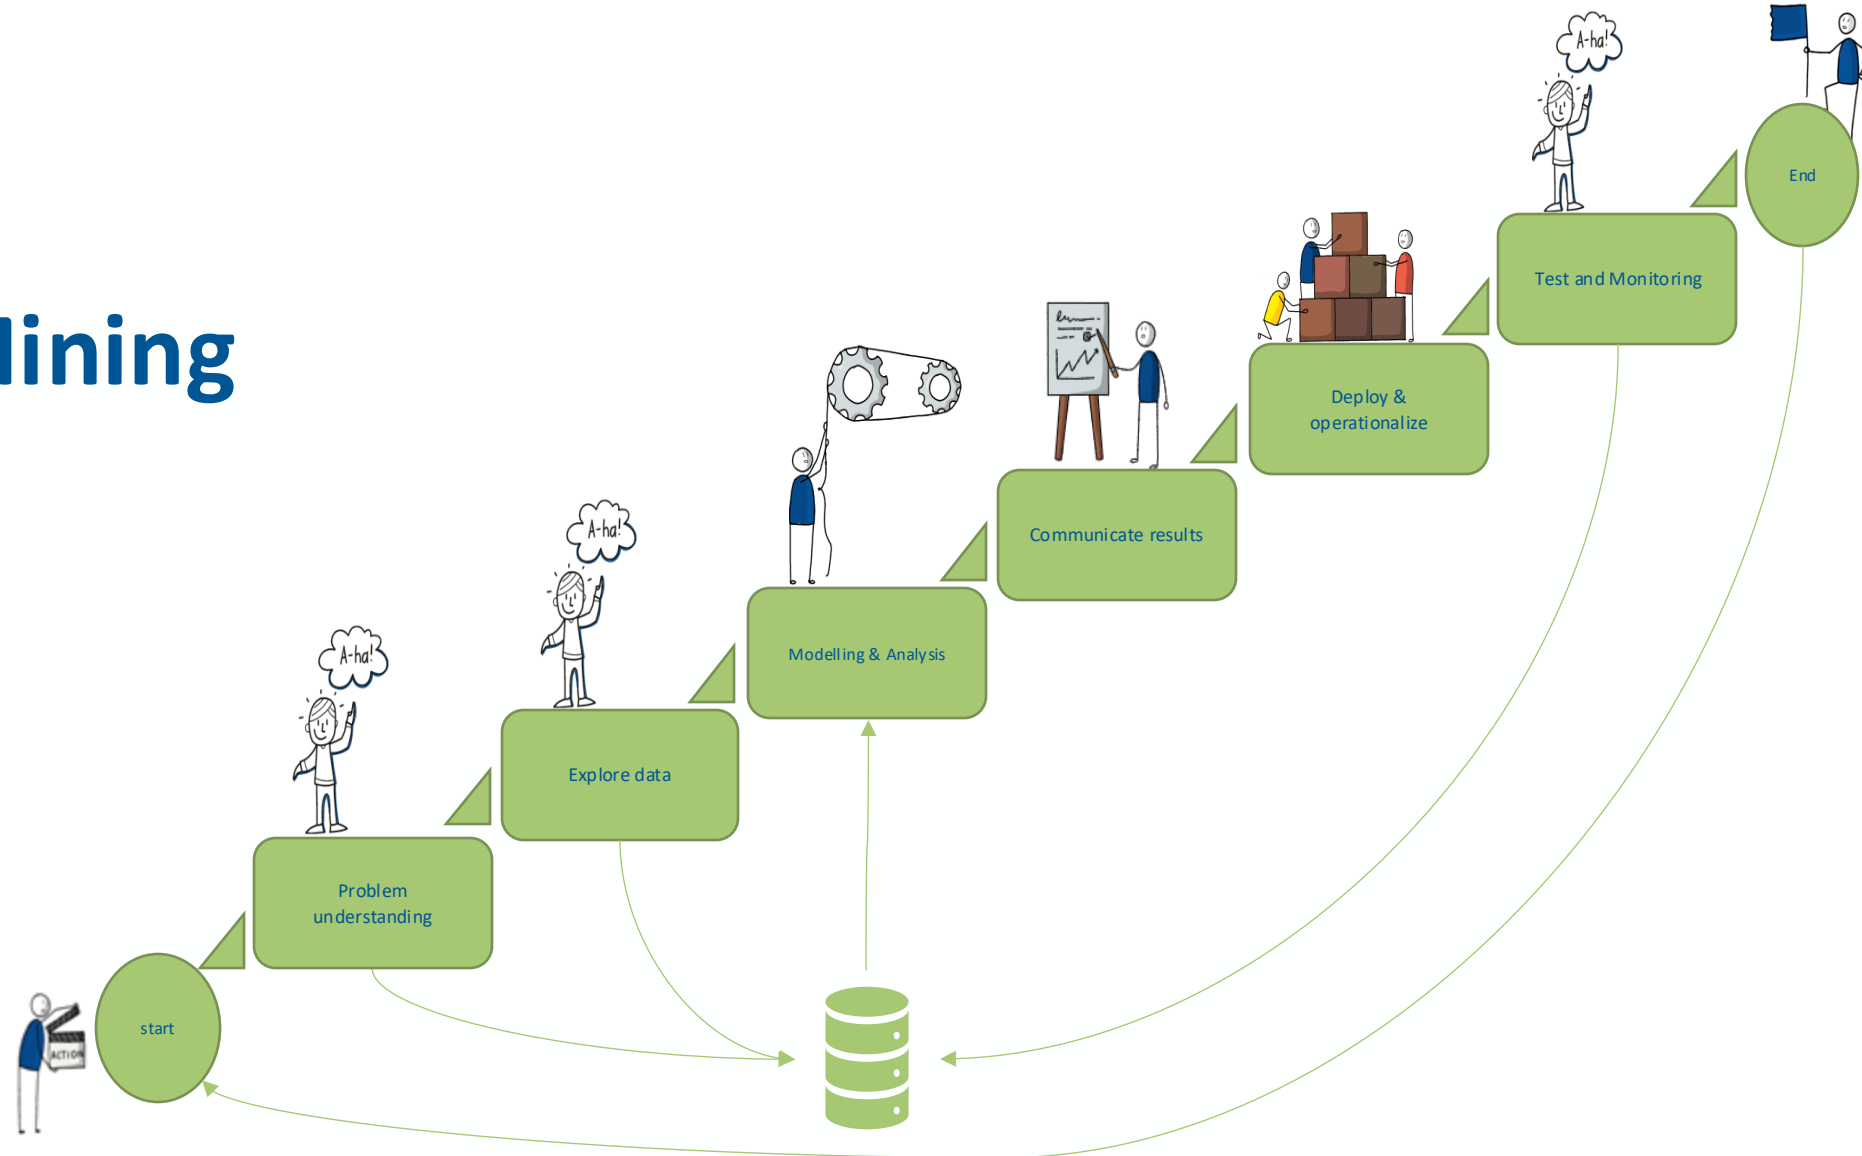 lining
A-ha!
End
Test and Monitoring
Deploy &
operationalize
Communicate results
A-ha!
Modelling & Analysis
A-ha!
Explore data
Problem
understanding
start
ACTION